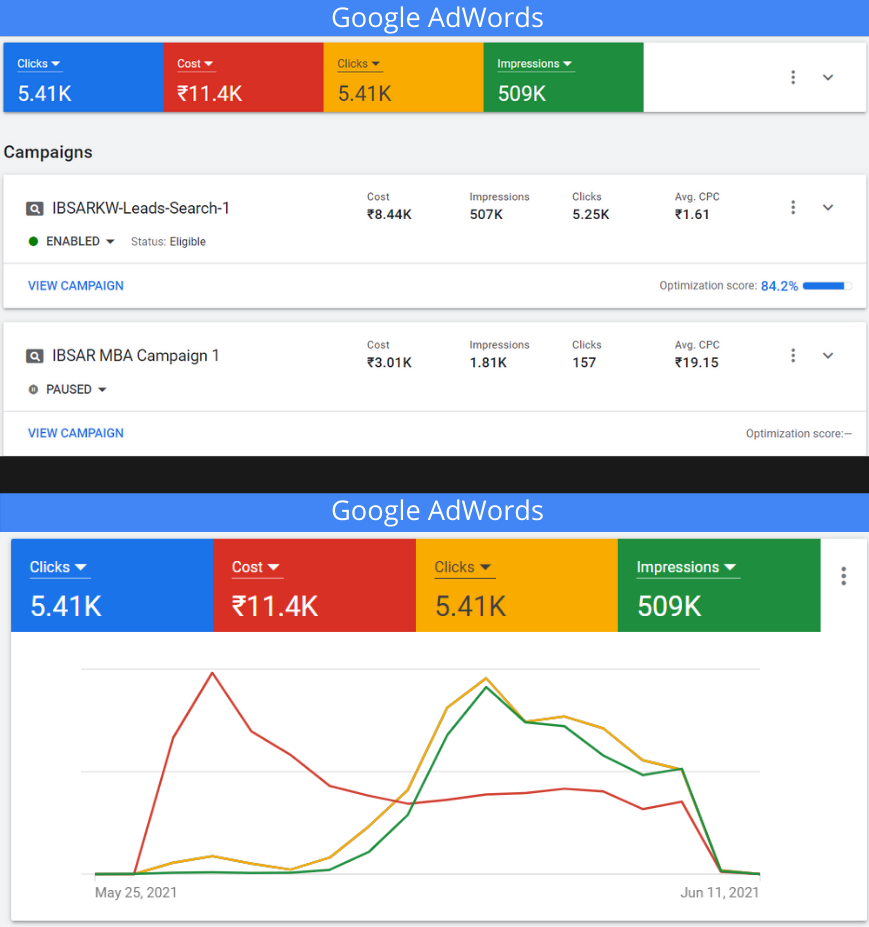 Google AdWords
Clicks Cost Clicks Impressions
5.41K ₹11.4K 5.41K 509K
Campaigns
Cost Impressions Clicks Avg. CPC
IBSARKW-Leads-Search-1 ₹8.44K 507K 5.25K ₹1.61
ENABLED Status: Eligible
VIEW CAMPAIGN Optimization score: 84.2%
Cost Impressions Clicks Avg. CPC
IBSAR MBA Campaign 1 ₹3.01K 1.81K 157 ₹19.15
PAUSED
VIEW CAMPAIGN Optimization score:—
Google AdWords
Clicks Cost Clicks Impressions
5.41K ₹11.4K 5.41K 509K
May 25, 2021 Jun 11, 2021